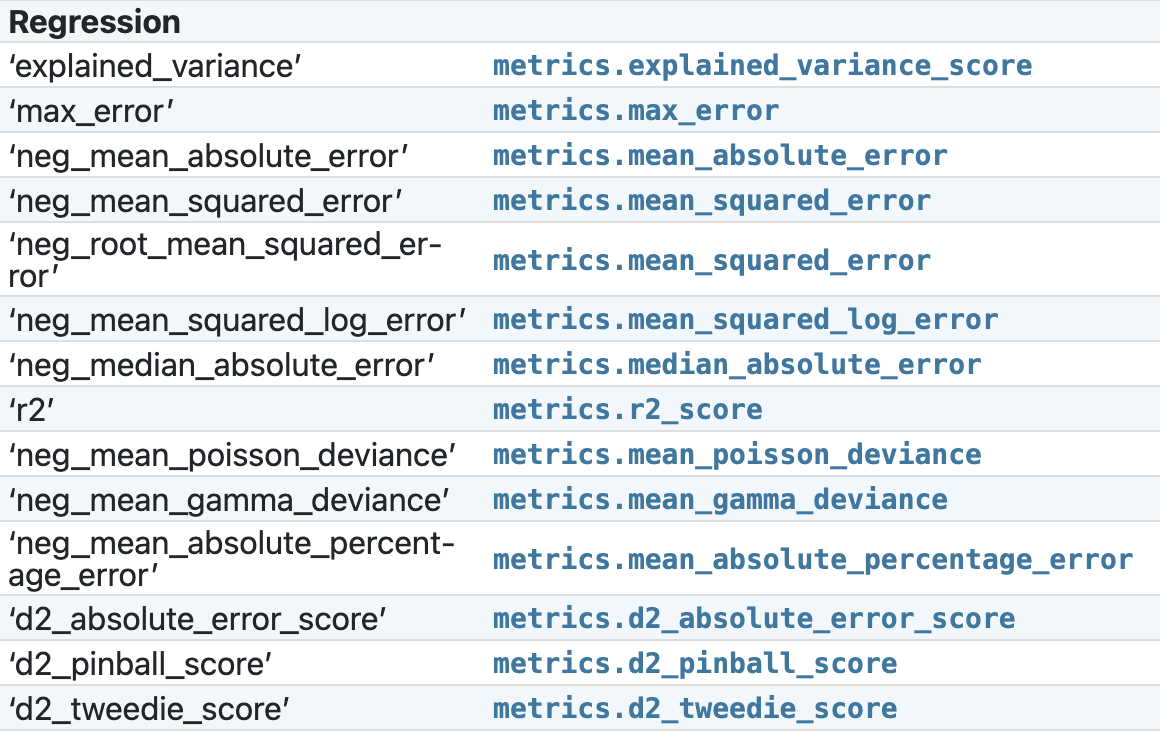 Regression
‘explained_variance’ metrics.explained_variance_score
‘max_error’ metrics.max_error
‘neg_mean_absolute_error’ metrics.mean_absolute_error
‘neg_mean_squared_error’ metrics.mean_squared_error
‘neg_root_mean_squared_er-
ror’ metrics.mean_squared_error
‘neg_mean_squared_log_error’ metrics.mean_squared_log_error
‘neg_median_absolute_error’ metrics.median_absolute_error
‘r2’ metrics.r2_score
‘neg_mean_poisson_deviance’ metrics.mean_poisson_deviance
‘neg_mean_gamma_deviance’ metrics.mean_gamma_deviance
‘neg_mean_absolute_percent-
age_error’ metrics.mean_absolute_percentage_error
‘d2_absolute_error_score’ metrics.d2_absolute_error_score
‘d2_pinball_score’ metrics.d2_pinball_score
‘d2_tweedie_score’ metrics.d2_tweedie_score